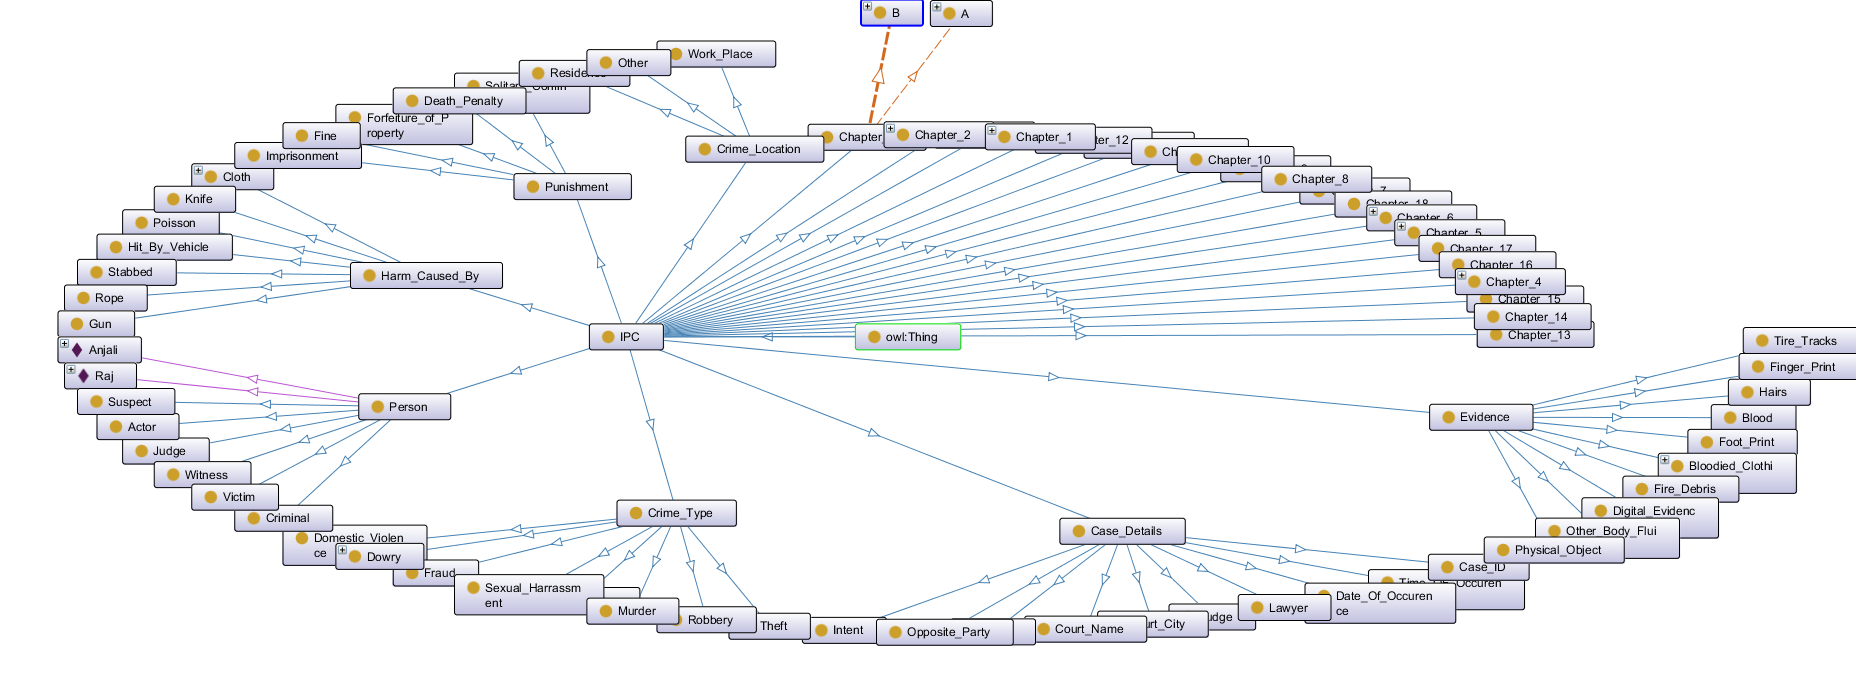 B
A
Work_Place
Other
Death_Penalty
Forfeiture_of_P
roperty
Fine
Imprisonment
Cloth
Knife
Poisson
Hit_By_Vehicle
Stabbed
Rope
Gun
Anjali
Raj
Suspect
Actor
Judge
Witness
Victim
Criminal
Crime_Location
Punishment
Harm_Caused_By
IPC
owl:Thing
Person
Crime_Type
Case_Details
Evidence
Chapter
Chapter_2
Chapter_1
Chapter_10
Chapter_8
Chapter_18
Chapter_6
Chapter_5
Chapter_17
Chapter_16
Chapter_4
Chapter_15
Chapter_14
Chapter_13
Tire_Tracks
Finger_Print
Hairs
Blood
Foot_Print
Bloodied_Clothi
Fire_Debris
Digital_Evidenc
Other_Body_Flui
Physical_Object
Case_ID
Date_Of_Occuren
ce
Lawyer
Court_Name
Opposite_Party
Intent
Theft
Robbery
Murder
Sexual_Harrassm
ent
Fraud
Dowry
Domestic_Violen
ce